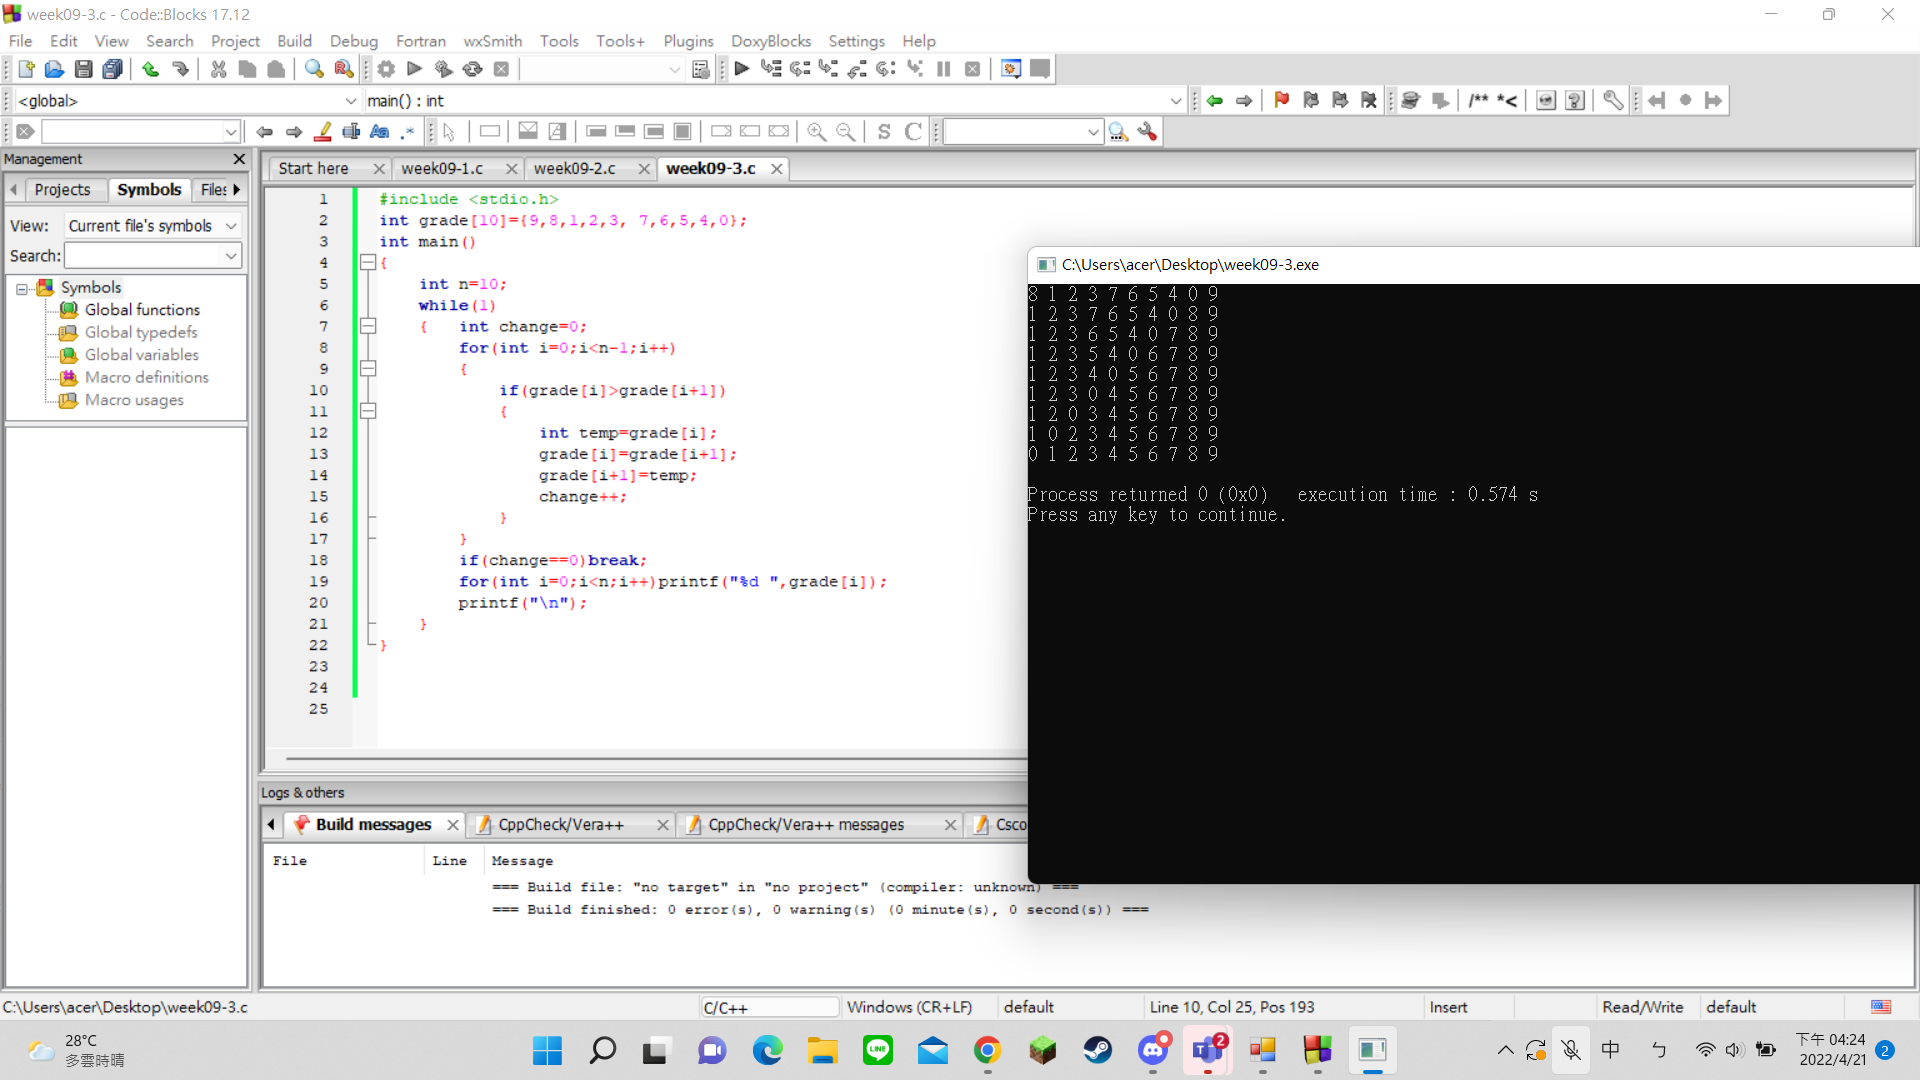 week09-3.c - Code::Blocks 17.12
File Edit View Search Project Build Debug Fortran wxSmith Tools Tools+ Plugins DoxyBlocks Settings Help
<global> main() : int
/** *<
Aa .*
S C
Management
Projects Symbols Files
View: Current file's symbols
Search:
Symbols
Global functions
Global typedefs
Global variables
Macro definitions
Macro usages
Start here week09-1.c week09-2.c week09-3.c
1 #include <stdio.h>
2 int grade[10]={9,8,1,2,3, 7,6,5,4,0};
3 int main()
4 {
5 int n=10;
6 while(1)
7 { int change=0;
8 for(int i=0;i<n-1;i++)
9 {
10 if(grade[i]>grade[i+1])
11 {
12 int temp=grade[i];
13 grade[i]=grade[i+1];
14 grade[i+1]=temp;
15 change++;
16 }
17 }
18 if(change==0)break;
19 for(int i=0;i<n;i++)printf("%d ",grade[i]);
20 printf("\n");
21 }
22 }
23
24
25
C:\Users\acer\Desktop\week09-3.exe
8 1 2 3 7 6 5 4 0 9
1 2 3 7 6 5 4 0 8 9
1 2 3 6 5 4 0 7 8 9
1 2 3 5 4 0 6 7 8 9
1 2 3 4 0 5 6 7 8 9
1 2 3 0 4 5 6 7 8 9
1 2 0 3 4 5 6 7 8 9
1 0 2 3 4 5 6 7 8 9
0 1 2 3 4 5 6 7 8 9
Process returned 0 (0x0) execution time : 0.574 s
Press any key to continue.
Logs & others
Build messages CppCheck/Vera++ CppCheck/Vera++ messages Csco
File Line Message
=== Build file: "no target" in "no project" (compiler: unknown) ===
=== Build finished: 0 error(s), 0 warning(s) (0 minute(s), 0 second(s)) ===
C:\Users\acer\Desktop\week09-3.c C/C++ Windows (CR+LF) default Line 10, Col 25, Pos 193 Insert Read/Write default
28°C
多雲時晴
LINE
2
中 ㄅ
下午 04:24
2022/4/21
2